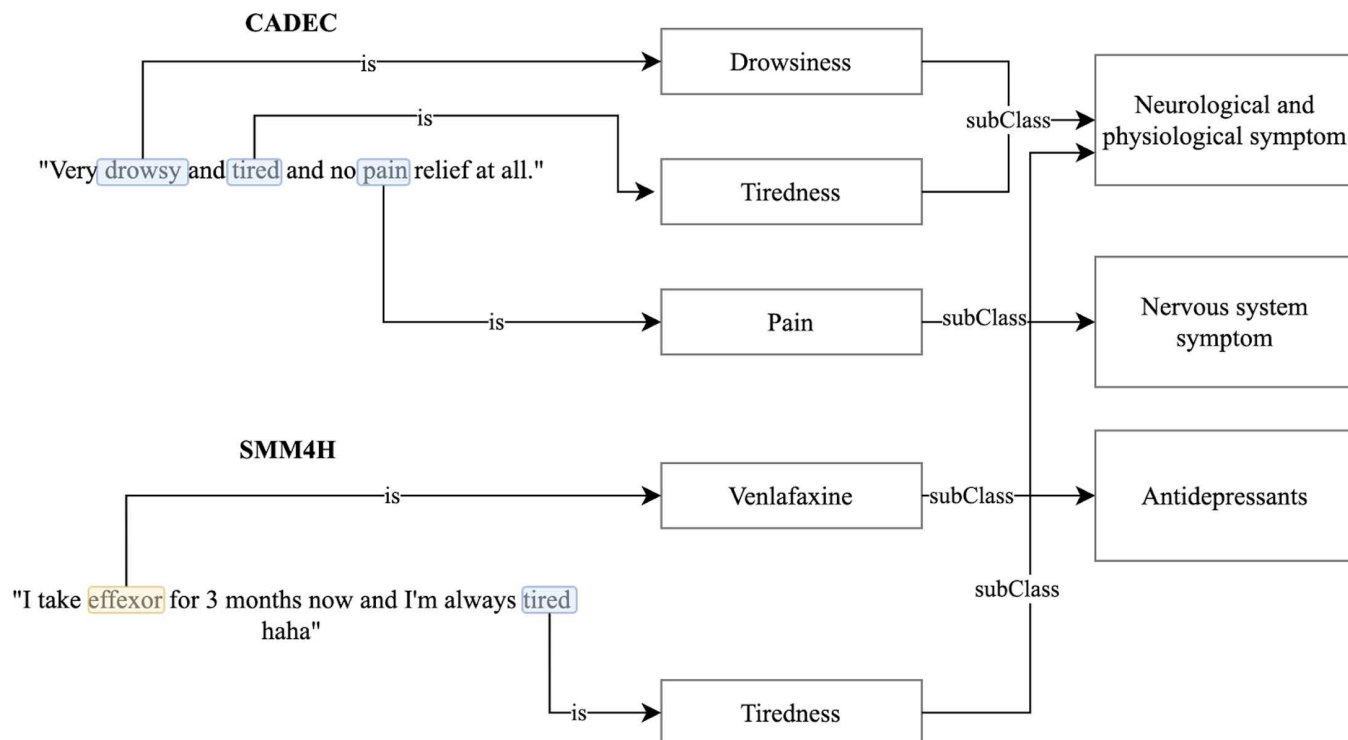 CADEC
is
Drowsiness
is
subClass
Neurological and
physiological symptom
"Very drowsy and tired and no pain relief at all."
Tiredness
is
Pain
subClass
Nervous system
symptom
SMM4H
is
Venlafaxine
subClass
Antidepressants
"I take effexor for 3 months now and I'm always tired
haha"
subClass
is
Tiredness